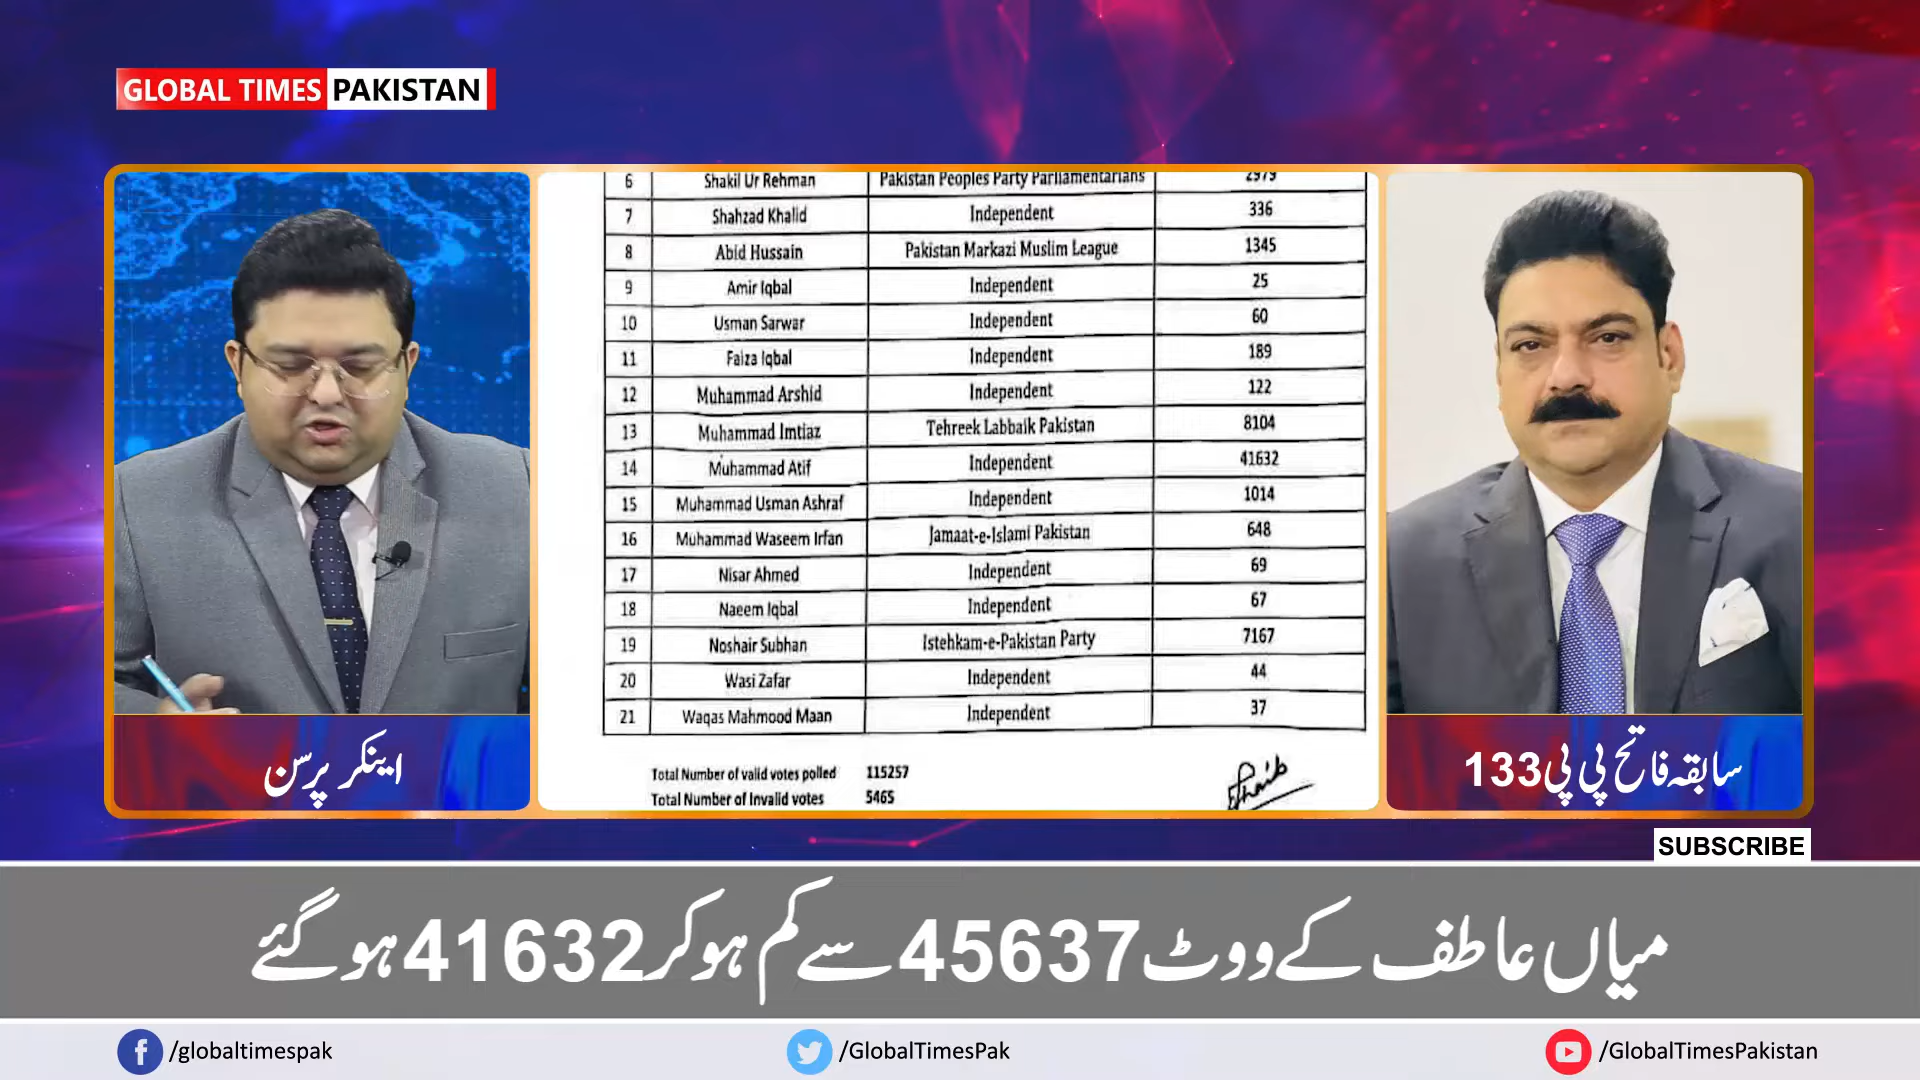 GLOBAL TIMES PAKISTAN
6 Shakil Ur Rehman Pakistan Peoples Party Parliamentarians 2979
7 Shahzad Khalid Independent 336
8 Abid Hussain Pakistan Markazi Muslim League 1345
9 Amir Iqbal Independent 25
10 Usman Sarwar Independent 60
11 Faiza Iqbal Independent 189
12 Muhammad Arshid Independent 122
13 Muhammad Imtiaz Tehreek Labbaik Pakistan 8104
14 Muhammad Atif Independent 41632
15 Muhammad Usman Ashraf Independent 1014
16 Muhammad Waseem Irfan Jamaat-e-Islami Pakistan 648
17 Nisar Ahmed Independent 69
18 Naeem Iqbal Independent 67
19 Noshair Subhan Istehkam-e-Pakistan Party 7167
20 Wasi Zafar Independent 44
21 Waqas Mahmood Maan Independent 37
Total Number of valid votes polled 115257
Total Number of Invalid votes 5465
اینکر پرسن
سابقہ فاتح پی پی 133
SUBSCRIBE
میاں عاطف کے ووٹ 45637 سے کم ہو کر 41632 ہو گئے
/globaltimespak
/GlobalTimesPak
/GlobalTimesPakistan